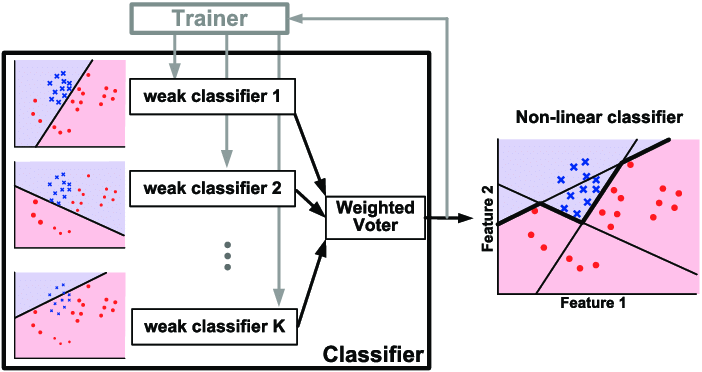 Trainer
weak classifier 1
weak classifier 2
weak classifier K
Weighted
Voter
Classifier
Non-linear classifier
Feature 2
Feature 1